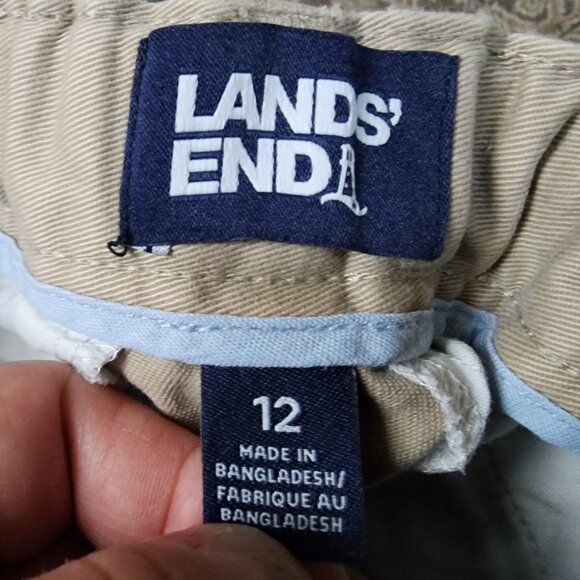 LANDS'
END
12
MADE IN
BANGLADESH/
FABRIQUE AU
BANGLADESH